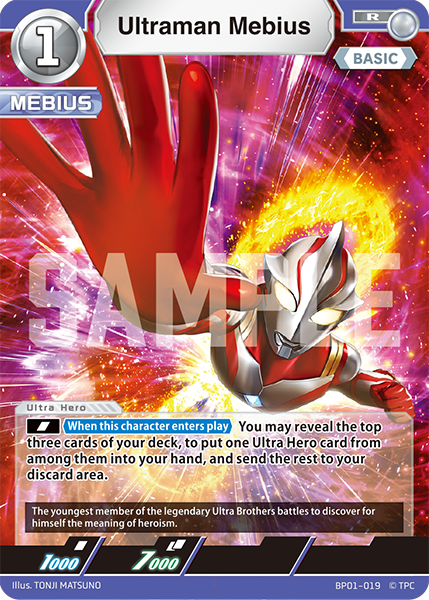 Ultraman Mebius
R
1
BASIC
MEBIUS
SAMPLE
Ultra Hero
When this character enters play You may reveal the top
three cards of your deck, to put one Ultra Hero card from
among them into your hand, and send the rest to your
discard area.
The youngest member of the legendary Ultra Brothers battles to discover for
himself the meaning of heroism.
1000 7000
Illus. TONJI MATSUNO BP01-019 © TPC